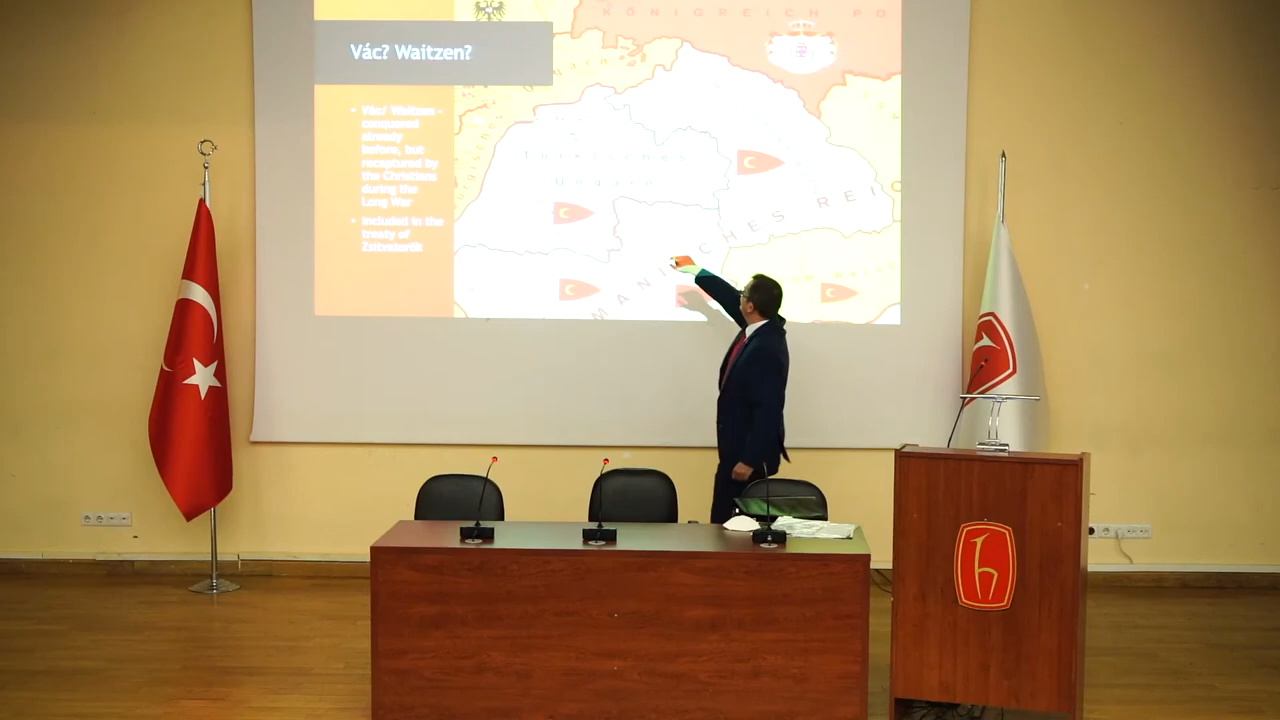 KÖNIGREICH PO
Vác? Waitzen?
• Vác/ Waitzen –
conquered
already
before, but
recaptured by
the Christians
during the
Long War
• Included in the
treaty of
Zsitvatorok
Türkisches
Ungarn
MANI CHES REI
h